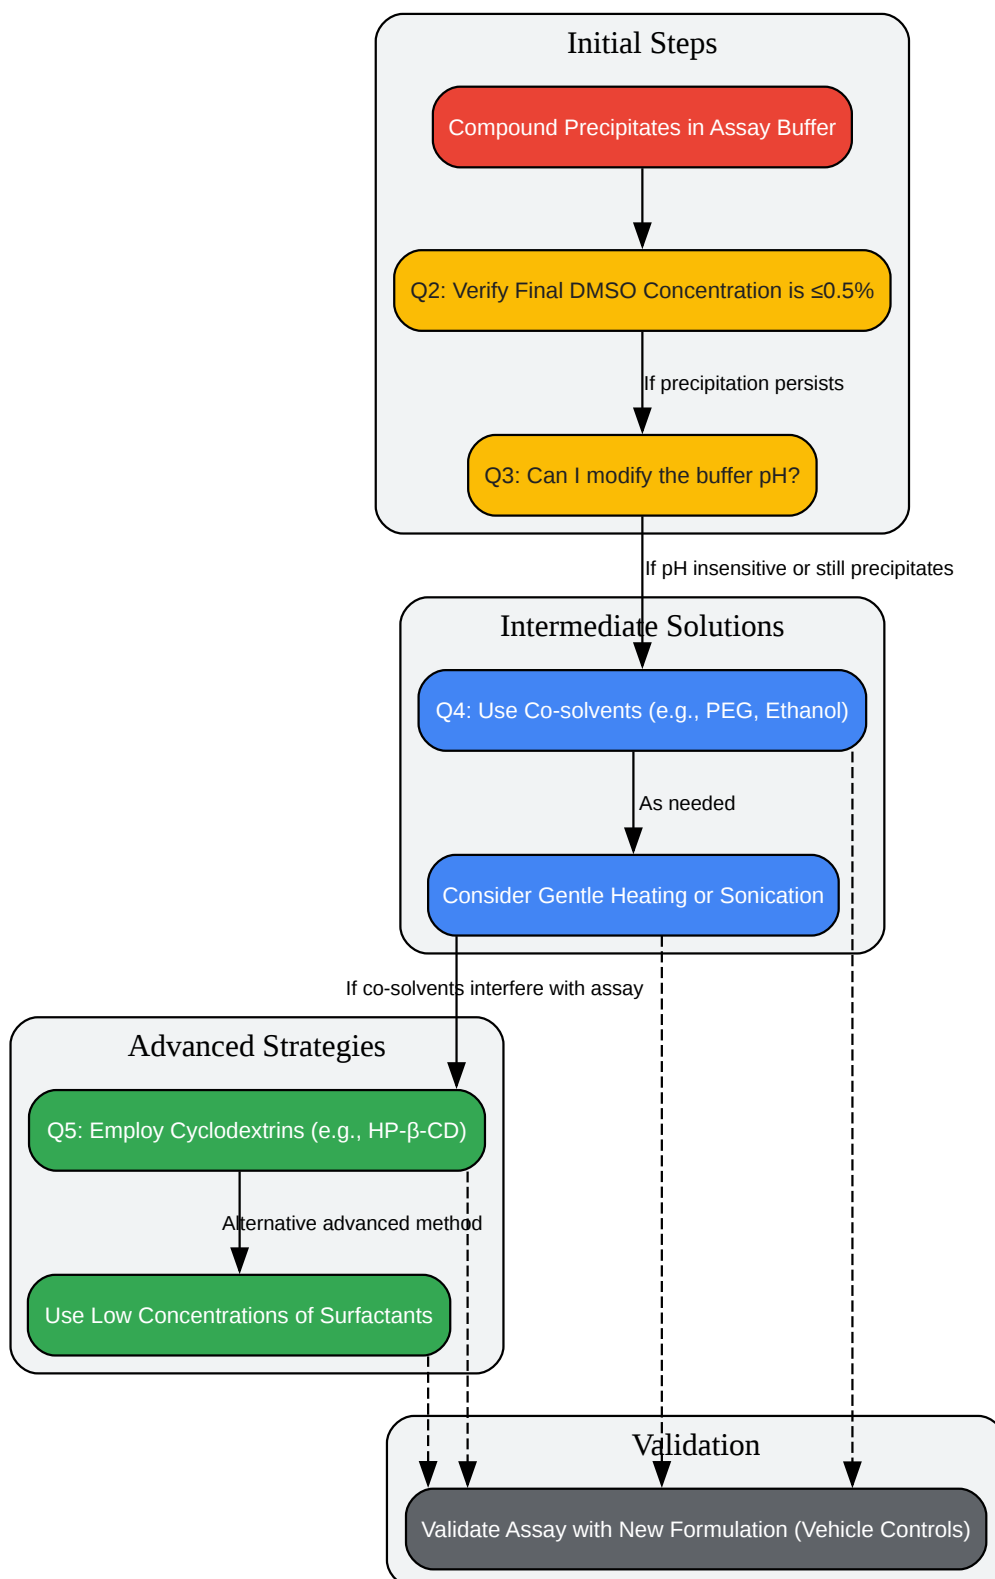 Initial Steps
Compound Precipitates in Assay Buffer
Q2: Verify Final DMSO Concentration is ≤0.5%
If precipitation persists
Q3: Can I modify the buffer pH?
If pH insensitive or still precipitates
Intermediate Solutions
Q4: Use Co-solvents (e.g., PEG, Ethanol)
As needed
Consider Gentle Heating or Sonication
If co-solvents interfere with assay
Advanced Strategies
Q5: Employ Cyclodextrins (e.g., HP-β-CD)
Alternative advanced method
Use Low Concentrations of Surfactants
Validation
Validate Assay with New Formulation (Vehicle Controls)